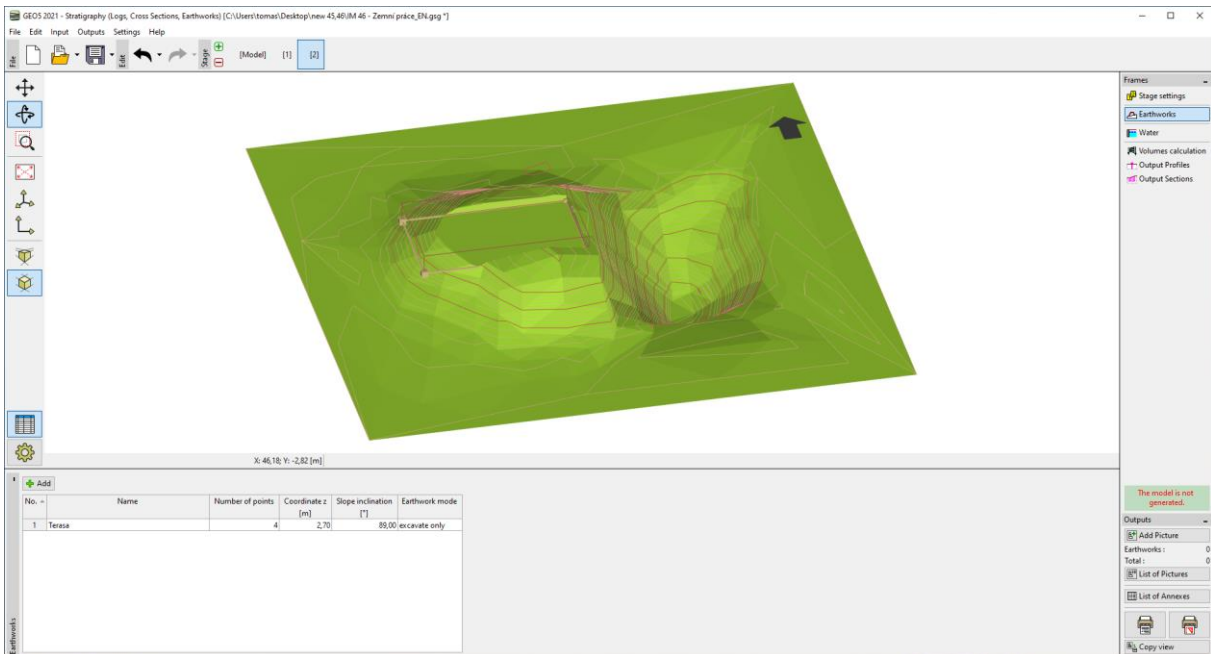 GEO5 2021 - Stratigraphy (Logs, Cross Sections, Earthworks) [C:\Users\tomas\Desktop\new 45,46\IM 46 - Zemní práce_EN.gsg *]
File Edit Input Outputs Settings Help
File
Edit
Stage
[Model] [1] [2]
Frames
Stage settings
Earthworks
Water
Volumes calculation
Output Profiles
Output Sections
X: 46,18; Y: -2,82 [m]
Add
No. Name Number of points Coordinate z Slope inclination Earthwork mode
[m] [°]
1 Terasa 4 2,70 89,00 excavate only
Earthworks
The model is not
generated.
Outputs
Add Picture
Earthworks : 0
Total : 0
List of Pictures
List of Annexes
Copy view